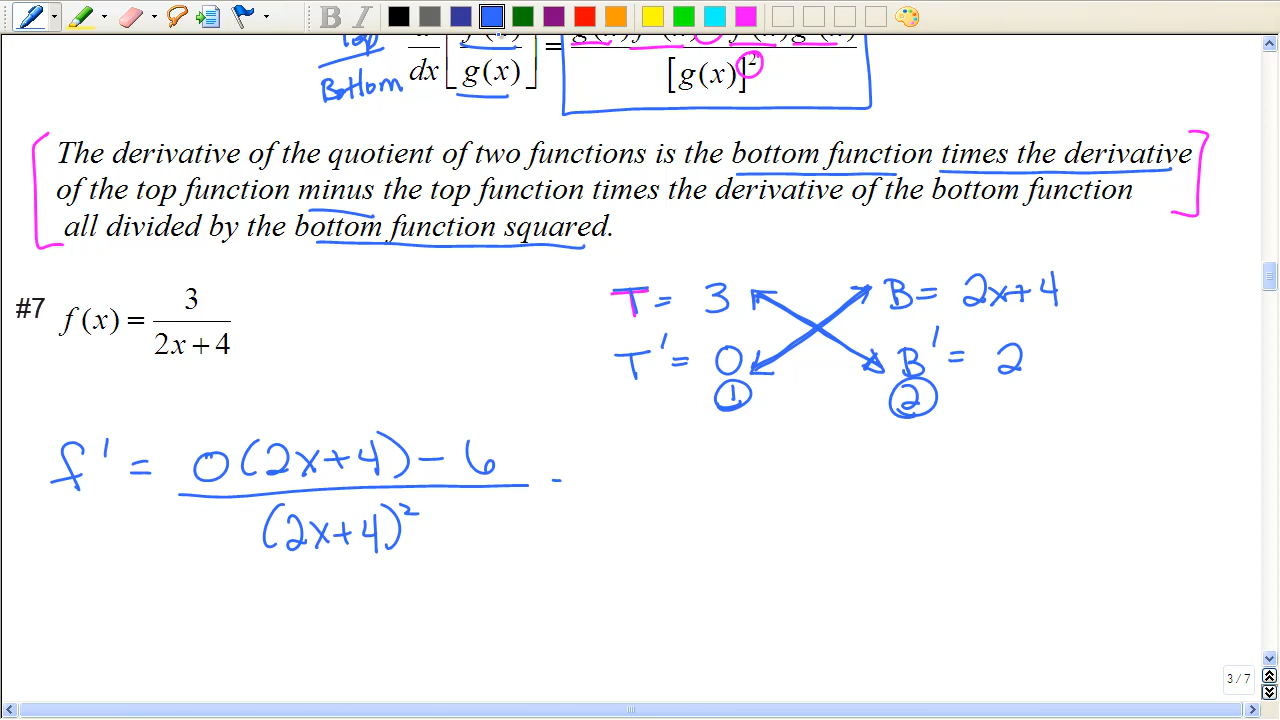 B I
Top
Bottom
d/dx [f(x)/g(x)] = g(x)f'(x) − f(x)g'(x) / [g(x)]²
The derivative of the quotient of two functions is the bottom function times the derivative
of the top function minus the top function times the derivative of the bottom function
all divided by the bottom function squared.
#7 f(x) = 3/(2x + 4)
T = 3 B = 2x+4
T' = 0 B' = 2
1 2
f' = 0(2x+4) − 6 / (2x+4)² -
3 / 7